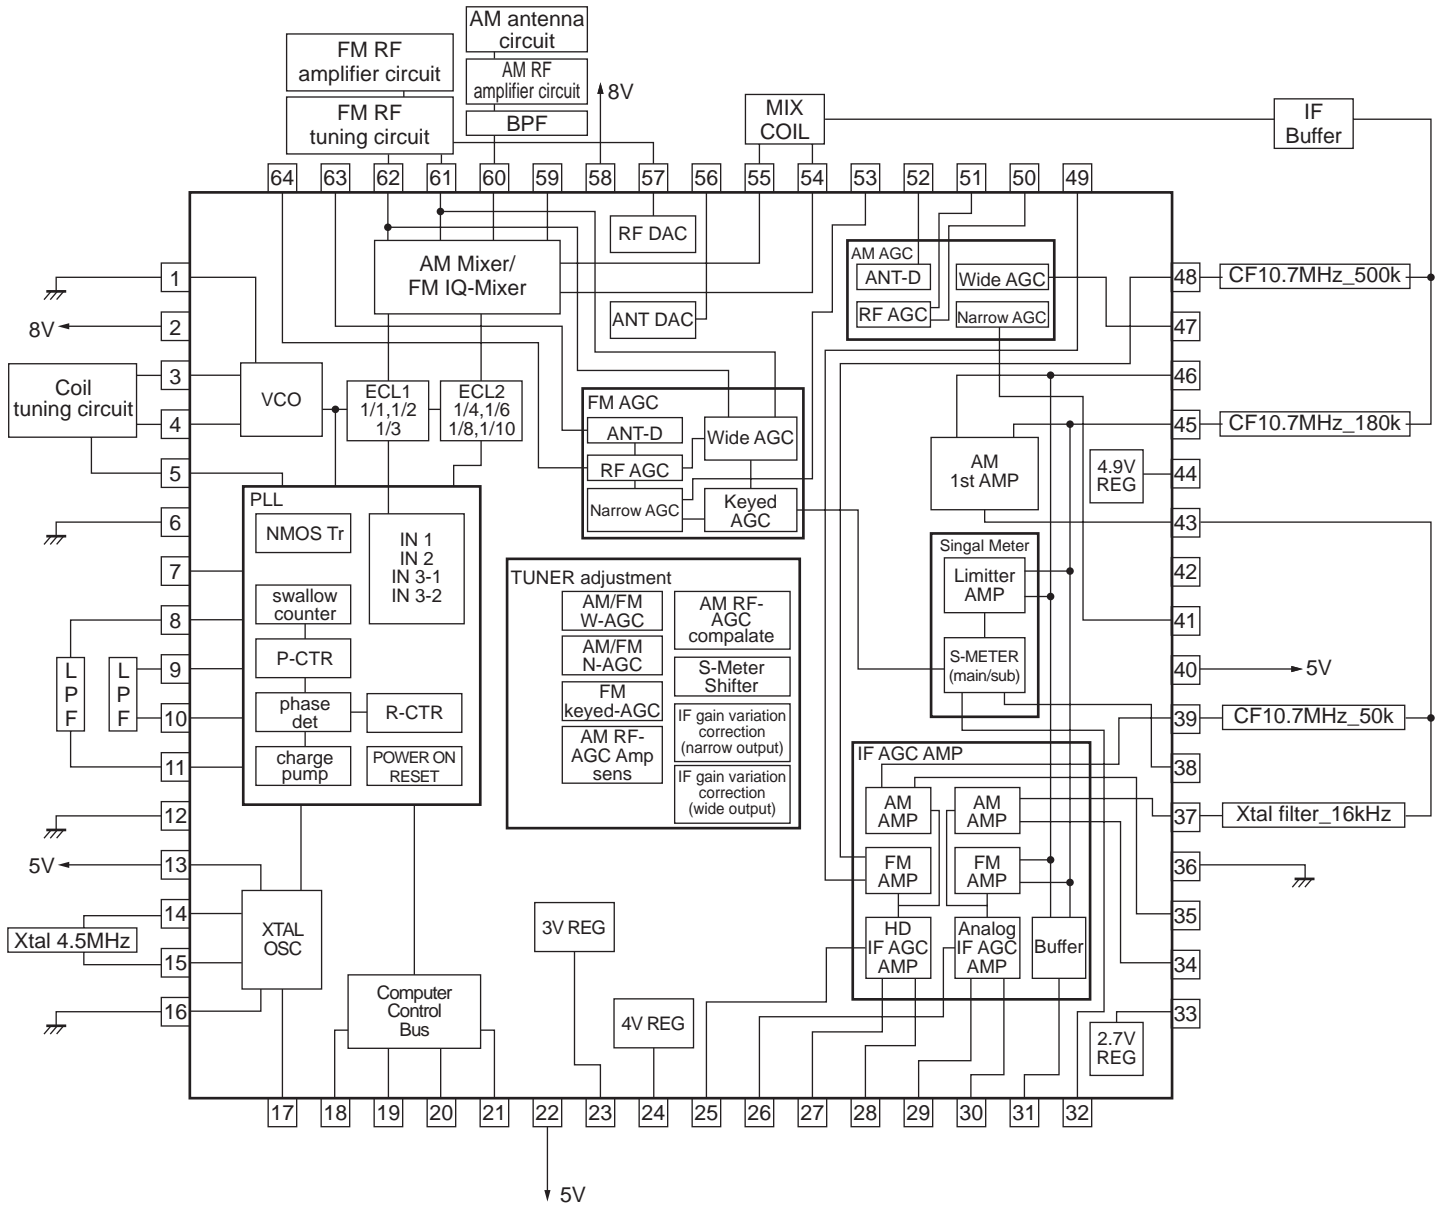 AM antenna
circuit
FM RF
amplifier circuit
AM RF
amplifier circuit
8V
FM RF
tuning circuit
BPF
MIX
COIL
IF
Buffer
64
63
62
61
60
59
58
57
56
55
54
53
52
51
50
49
1
2
3
4
5
6
7
8
9
10
11
12
13
14
15
16
8V
Coil
tuning circuit
L
P
F
L
P
F
5V
Xtal 4.5MHz
AM Mixer/
FM IQ-Mixer
RF DAC
ANT DAC
AM AGC
ANT-D
Wide AGC
RF AGC
Narrow AGC
VCO
ECL1
1/1,1/2
1/3
ECL2
1/4,1/6
1/8,1/10
FM AGC
ANT-D
Wide AGC
RF AGC
Narrow AGC
Keyed
AGC
AM
1st AMP
4.9V
REG
PLL
NMOS Tr
IN 1
IN 2
IN 3-1
IN 3-2
swallow
counter
P-CTR
phase
det
R-CTR
charge
pump
POWER ON
RESET
TUNER adjustment
AM/FM
W-AGC
AM RF-
AGC
compalate
AM/FM
N-AGC
S-Meter
Shifter
FM
keyed-AGC
IF gain variation
correction
(narrow output)
AM RF-
AGC Amp
sens
IF gain variation
correction
(wide output)
Singal Meter
Limitter
AMP
S-METER
(main/sub)
IF AGC AMP
AM
AMP
AM
AMP
FM
AMP
FM
AMP
HD
IF AGC
AMP
Analog
IF AGC
AMP
Buffer
XTAL
OSC
Computer
Control
Bus
3V REG
4V REG
2.7V
REG
48
47
46
45
44
43
42
41
40
39
38
37
36
35
34
33
CF10.7MHz_500k
CF10.7MHz_180k
5V
CF10.7MHz_50k
Xtal filter_16kHz
17
18
19
20
21
22
23
24
25
26
27
28
29
30
31
32
5V